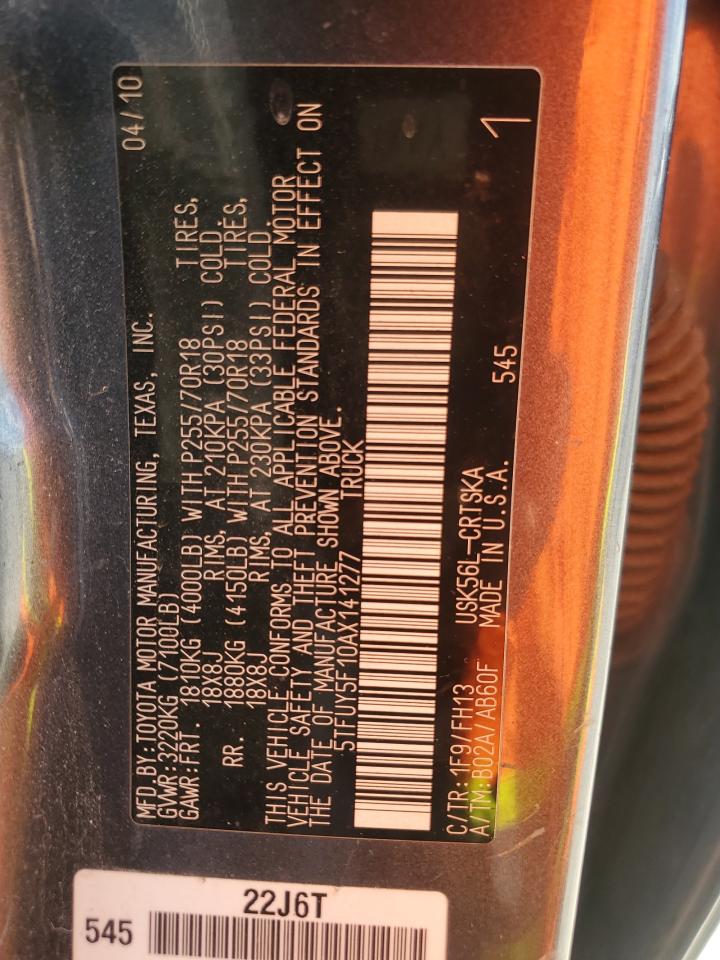 MFD.BY:TOYOTA MOTOR MANUFACTURING, TEXAS, INC. 04/10
GVWR:3220KG (7100LB)
GAWR:FRT. 1810KG (4000LB) WITH P255/70R18 TIRES,
18X8J RIMS, AT 210KPA (30PSI) COLD.
RR. 1880KG (4150LB) WITH P255/70R18 TIRES,
18X8J RIMS, AT 230KPA (33PSI) COLD.
THIS VEHICLE CONFORMS TO ALL APPLICABLE FEDERAL MOTOR
VEHICLE SAFETY AND THEFT PREVENTION STANDARDS IN EFFECT ON
THE DATE OF MANUFACTURE SHOWN ABOVE.
5TFUY5F10AX141277 TRUCK
C/TR:1F9/FH13 USK56L-CRTSKA
A/TM:B02A/AB60F MADE IN U.S.A. 545 1
22J6T
545